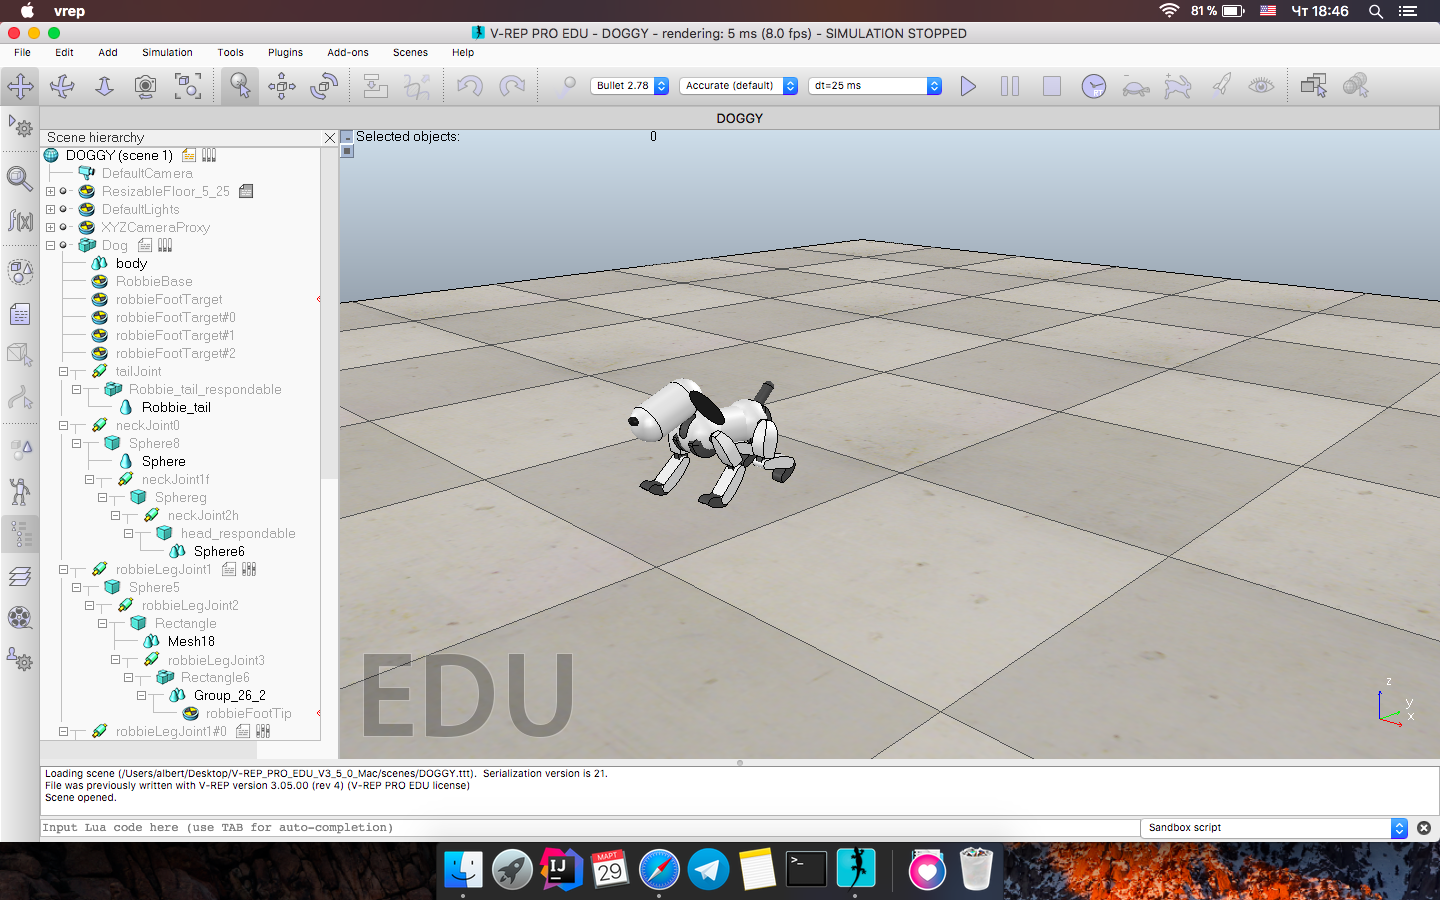 vrep
81 %
Чт 18:46
V-REP PRO EDU - DOGGY - rendering: 5 ms (8.0 fps) - SIMULATION STOPPED
File Edit Add Simulation Tools Plugins Add-ons Scenes Help
Bullet 2.78
Accurate (default)
dt=25 ms
RT
DOGGY
Scene hierarchy
Selected objects: 0
f(x)
DOGGY (scene 1)
DefaultCamera
ResizableFloor_5_25
DefaultLights
XYZCameraProxy
Dog
body
RobbieBase
robbieFootTarget
robbieFootTarget#0
robbieFootTarget#1
robbieFootTarget#2
tailJoint
Robbie_tail_respondable
Robbie_tail
neckJoint0
Sphere8
Sphere
neckJoint1f
Sphereg
neckJoint2h
head_respondable
Sphere6
robbieLegJoint1
Sphere5
robbieLegJoint2
Rectangle
Mesh18
robbieLegJoint3
Rectangle6
Group_26_2
robbieFootTip
robbieLegJoint1#0
EDU
z
y
x
Loading scene (/Users/albert/Desktop/V-REP_PRO_EDU_V3_5_0_Mac/scenes/DOGGY.ttt). Serialization version is 21.
File was previously written with V-REP version 3.05.00 (rev 4) (V-REP PRO EDU license)
Scene opened.
Input Lua code here (use TAB for auto-completion)
Sandbox script
IJ
МАРТ
29
>_